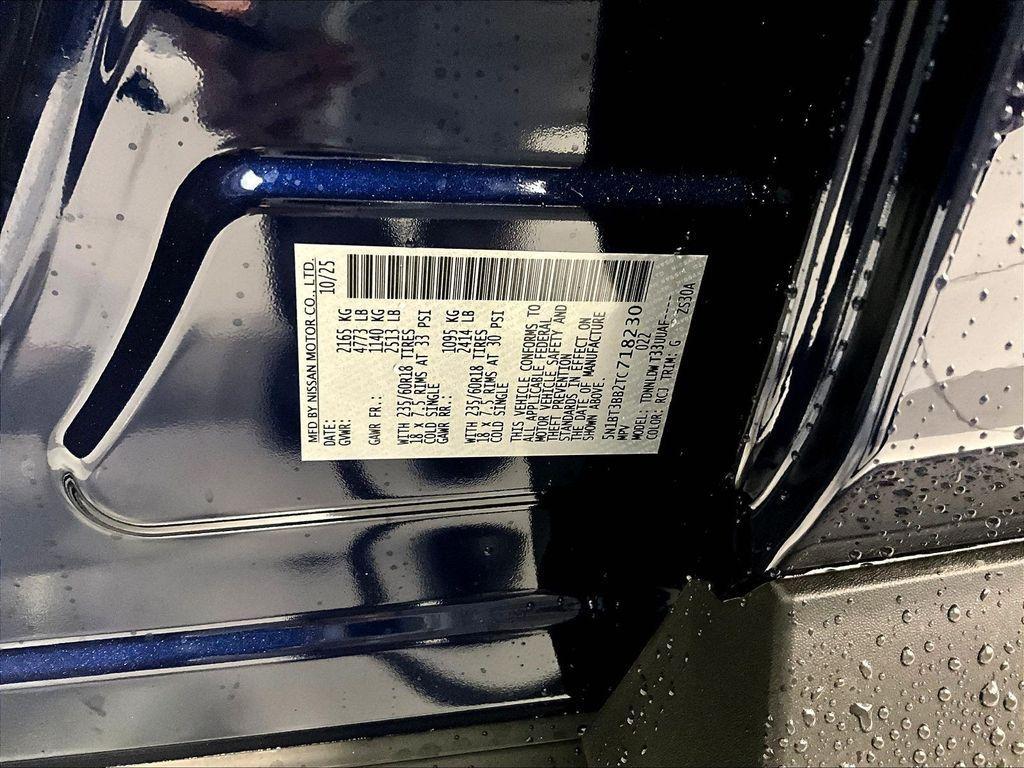 MFD BY NISSAN MOTOR CO., LTD.
DATE: 10/25
GVWR: 2165 KG
4773 LB
GAWR FR.: 1140 KG
2513 LB
WITH 235/60R18 TIRES
18 X 7.5 RIMS AT 33 PSI
COLD SINGLE
GAWR RR.: 1095 KG
2414 LB
WITH 235/60R18 TIRES
18 X 7.5 RIMS AT 30 PSI
COLD SINGLE
THIS VEHICLE CONFORMS TO
ALL APPLICABLE FEDERAL
MOTOR VEHICLE SAFETY AND
THEFT PREVENTION
STANDARDS IN EFFECT ON
THE DATE OF MANUFACTURE
SHOWN ABOVE.
5N1BT3BB2TC718230
MPV 1022
MODEL: TDNNLDWT33UUAF-----
COLOR: RCJ TRIM: G ZS30A